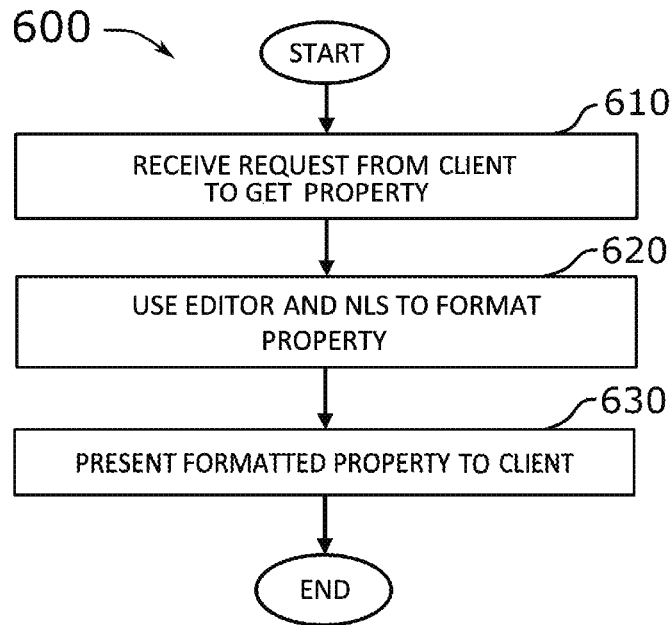 600
START
610
RECEIVE REQUEST FROM CLIENT
TO GET PROPERTY
620
USE EDITOR AND NLS TO FORMAT
PROPERTY
630
PRESENT FORMATTED PROPERTY TO CLIENT
END